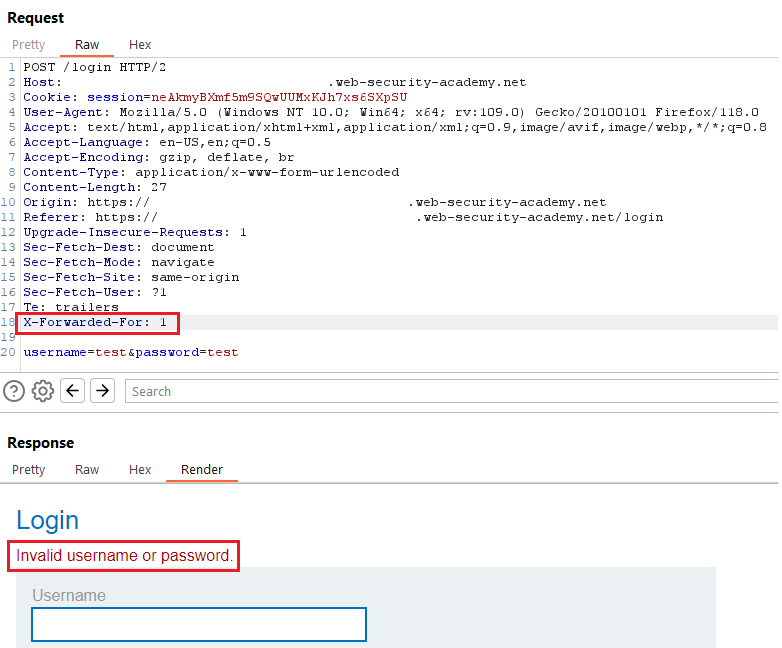 Request
Pretty Raw Hex
1 POST /login HTTP/2
2 Host: .web-security-academy.net
3 Cookie: session=neAkmyBXmf5m9SQwUUMxKJh7xs6SXpSU
4 User-Agent: Mozilla/5.0 (Windows NT 10.0; Win64; x64; rv:109.0) Gecko/20100101 Firefox/118.0
5 Accept: text/html,application/xhtml+xml,application/xml;q=0.9,image/avif,image/webp,*/*;q=0.8
6 Accept-Language: en-US,en;q=0.5
7 Accept-Encoding: gzip, deflate, br
8 Content-Type: application/x-www-form-urlencoded
9 Content-Length: 27
10 Origin: https:// .web-security-academy.net
11 Referer: https:// .web-security-academy.net/login
12 Upgrade-Insecure-Requests: 1
13 Sec-Fetch-Dest: document
14 Sec-Fetch-Mode: navigate
15 Sec-Fetch-Site: same-origin
16 Sec-Fetch-User: ?1
17 Te: trailers
18 X-Forwarded-For: 1
19
20 username=test&password=test
Search
Response
Pretty Raw Hex Render
Login
Invalid username or password.
Username